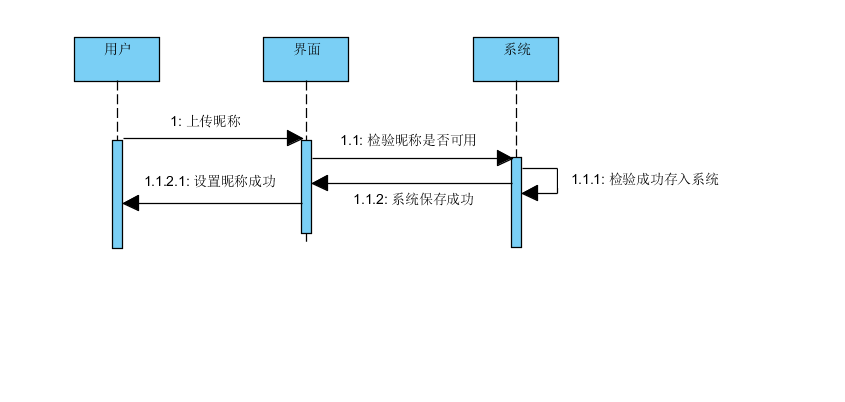 用户
界面
系统
1: 上传昵称
1.1: 检验昵称是否可用
1.1.1: 检验成功存入系统
1.1.2: 系统保存成功
1.1.2.1: 设置昵称成功